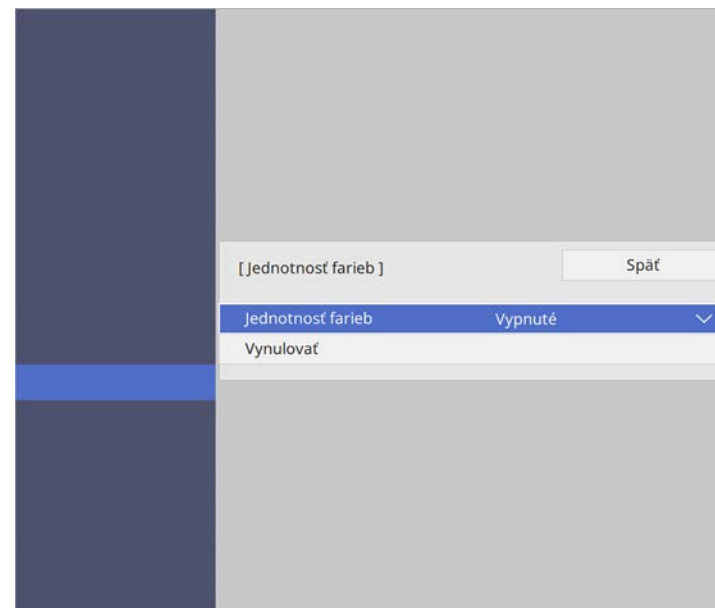 [ Jednotnosť farieb ] Späť
Jednotnosť farieb Vypnuté
Vynulovať